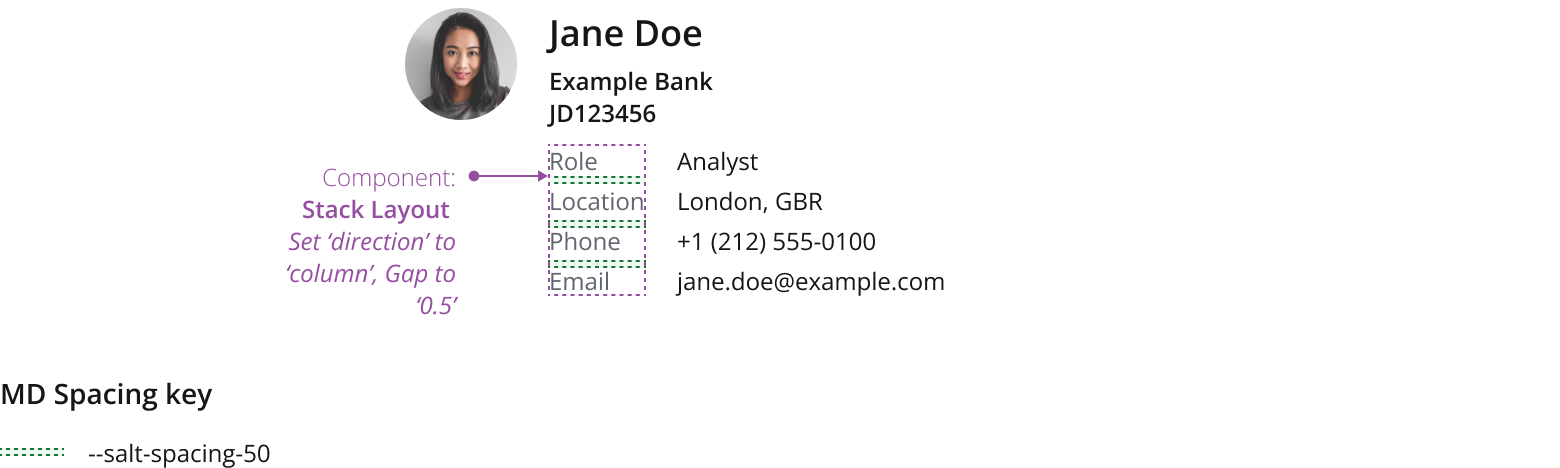 Jane Doe
Example Bank
JD123456
Role Analyst
Location London, GBR
Phone +1 (212) 555-0100
Email jane.doe@example.com
Component:
Stack Layout
Set ‘direction’ to
‘column’, Gap to
‘0.5’
MD Spacing key
--salt-spacing-50